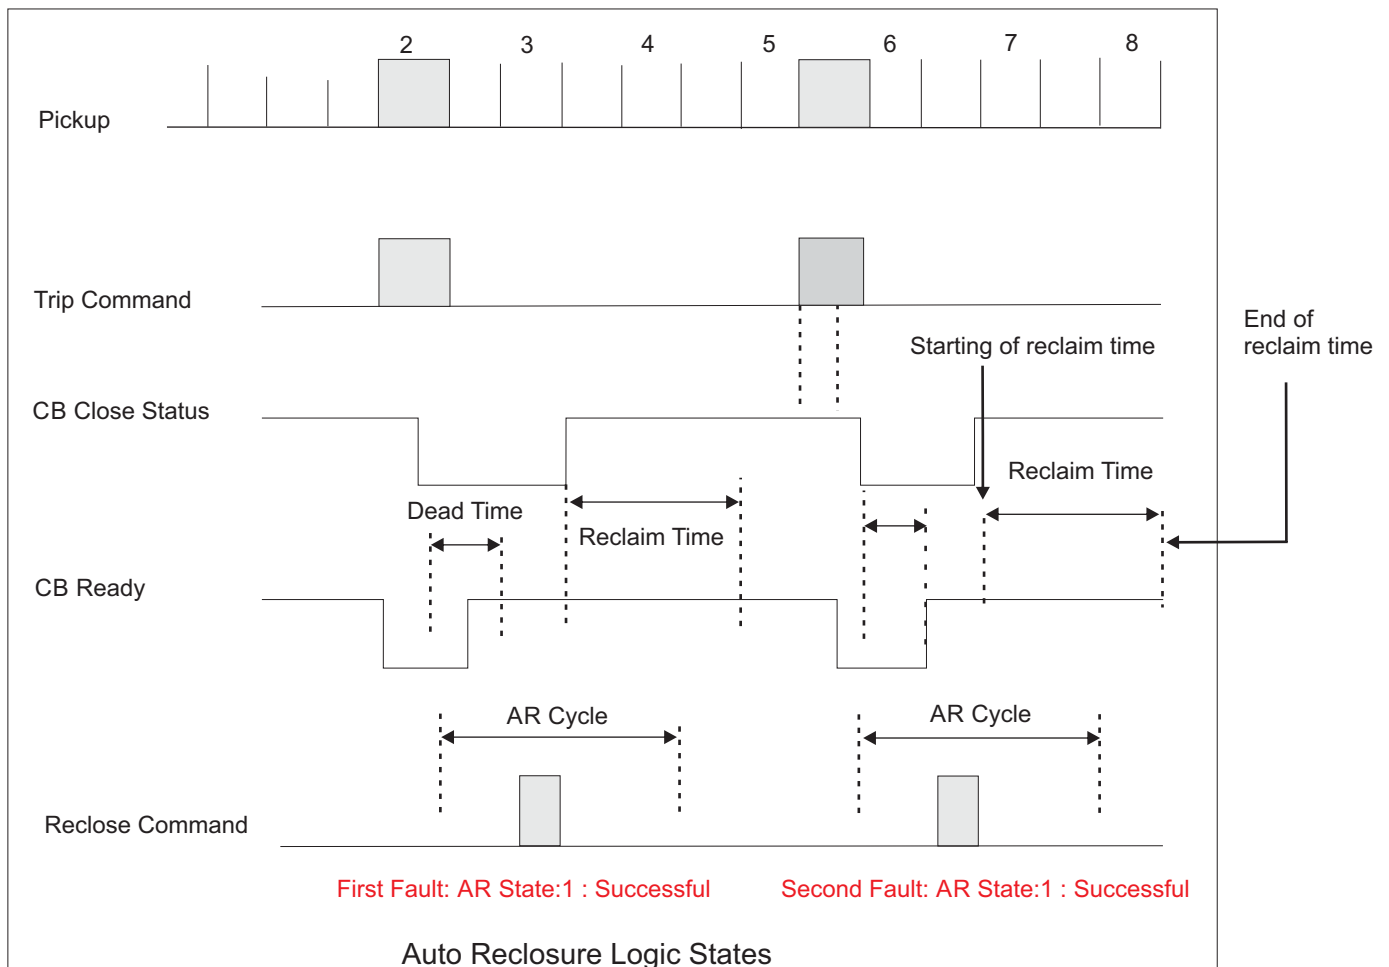 2 3 4 5 6 7 8
Pickup
Trip Command
End of
reclaim time
Starting of reclaim time
CB Close Status
Reclaim Time
Dead Time
Reclaim Time
CB Ready
AR Cycle
AR Cycle
Reclose Command
First Fault: AR State:1 : Successful
Second Fault: AR State:1 : Successful
Auto Reclosure Logic States